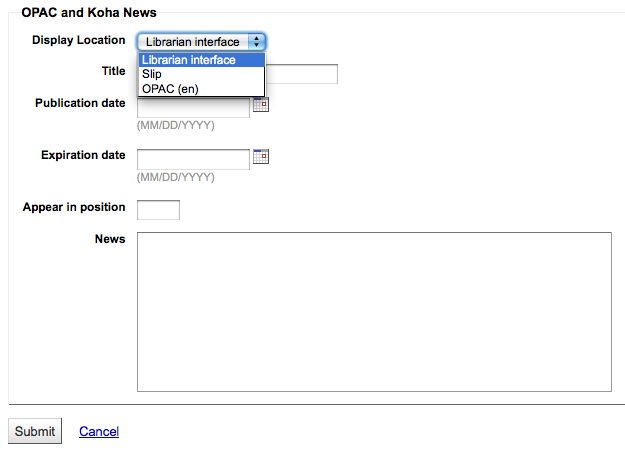 OPAC and Koha News
Display Location Librarian interface
Librarian interface
Title Slip
OPAC (en)
Publication date
(MM/DD/YYYY)
Expiration date
(MM/DD/YYYY)
Appear in position
News
Submit Cancel